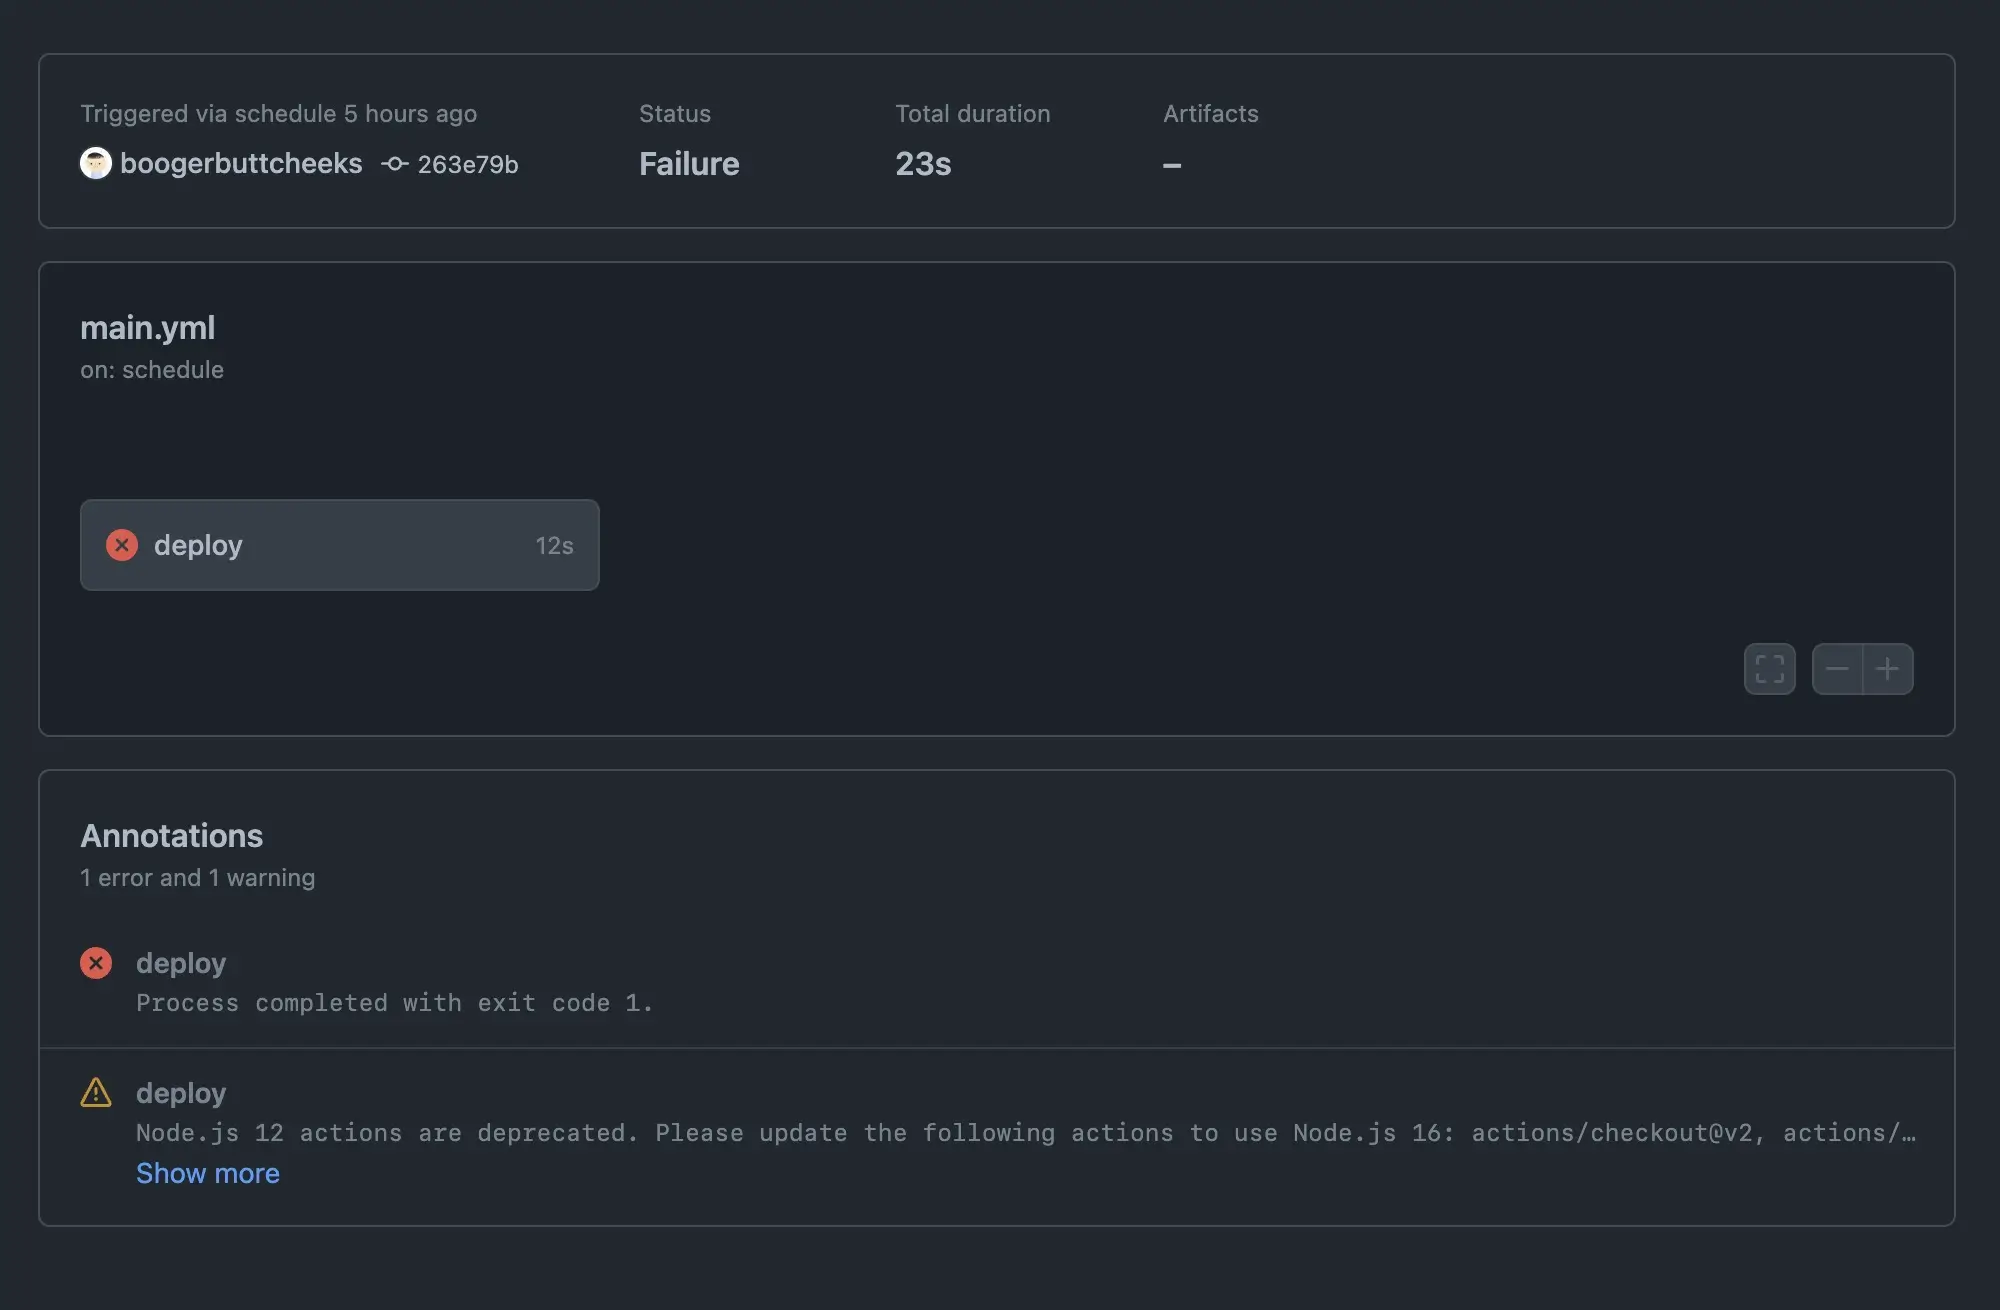 Triggered via schedule 5 hours ago
boogerbuttcheeks 263e79b
Status
Failure
Total duration
23s
Artifacts
–
main.yml
on: schedule
deploy 12s
Annotations
1 error and 1 warning
deploy
Process completed with exit code 1.
deploy
Node.js 12 actions are deprecated. Please update the following actions to use Node.js 16: actions/checkout@v2, actions/…
Show more